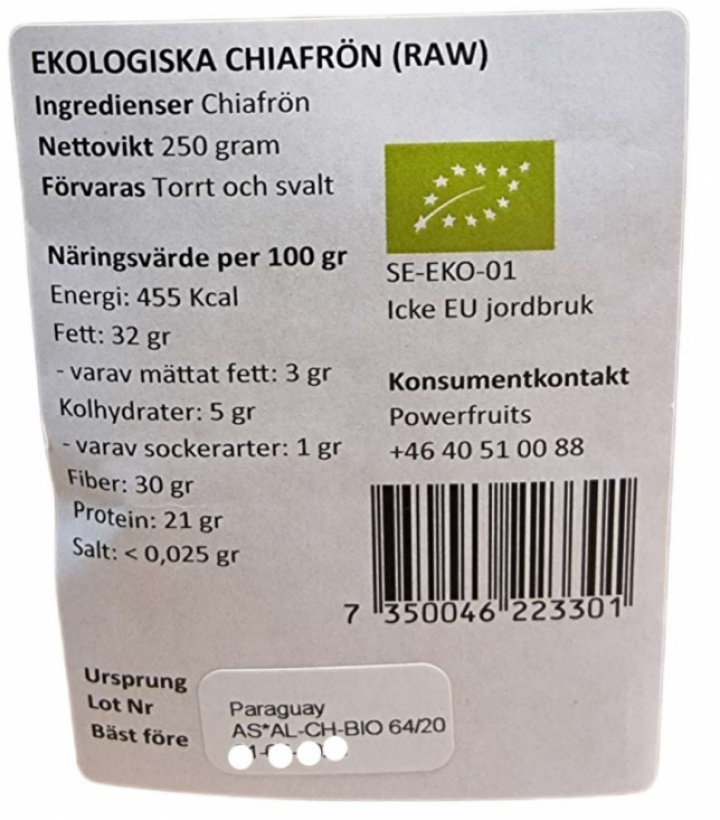 EKOLOGISKA CHIAFRÖN (RAW)
Ingredienser Chiafrön
Nettovikt 250 gram
Förvaras Torrt och svalt
Näringsvärde per 100 gr
Energi: 455 Kcal
Fett: 32 gr
- varav mättat fett: 3 gr
Kolhydrater: 5 gr
- varav sockerarter: 1 gr
Fiber: 30 gr
Protein: 21 gr
Salt: < 0,025 gr
SE-EKO-01
Icke EU jordbruk
Konsumentkontakt
Powerfruits
+46 40 51 00 88
7 350046 223301
Ursprung Paraguay
Lot Nr AS*AL-CH-BIO 64/20
Bäst före